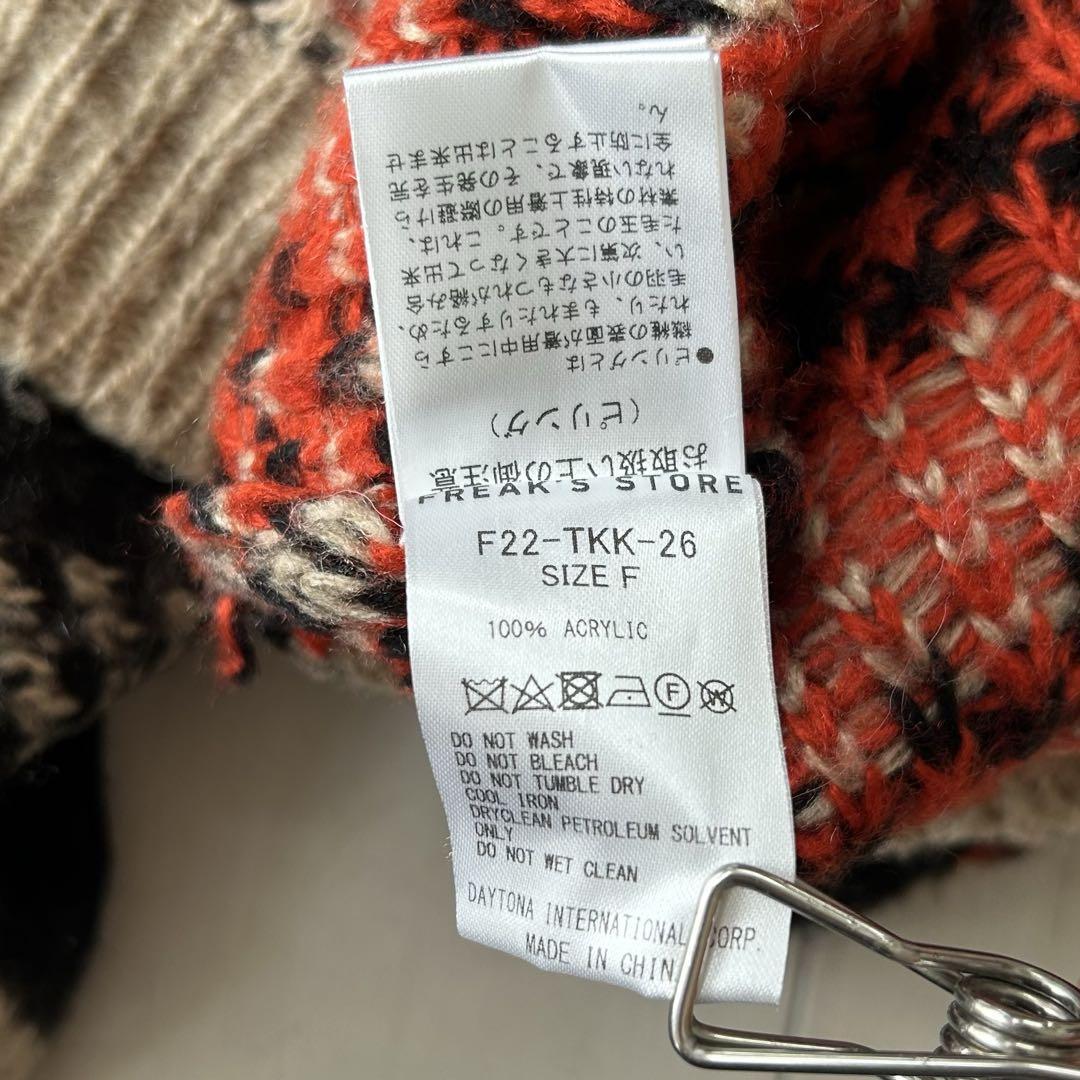 お取扱い上の御注意
(ピリング)
●ピリングとは
繊維の表面が着用中にこすら
れたり、もまれたりするため、
毛羽の小さなもつれが絡み合
い、次第に大きくなって出来
た毛玉のことです。これは、
素材の特性上着用の際避けら
れない現象で、その発生を完
全に防止することは出来ませ
ん。
FREAK'S STORE
F22-TKK-26
SIZE F
100% ACRYLIC
F W
DO NOT WASH
DO NOT BLEACH
DO NOT TUMBLE DRY
COOL IRON
DRYCLEAN PETROLEUM SOLVENT
ONLY
DO NOT WET CLEAN
DAYTONA INTERNATIONAL CORP.
MADE IN CHIN